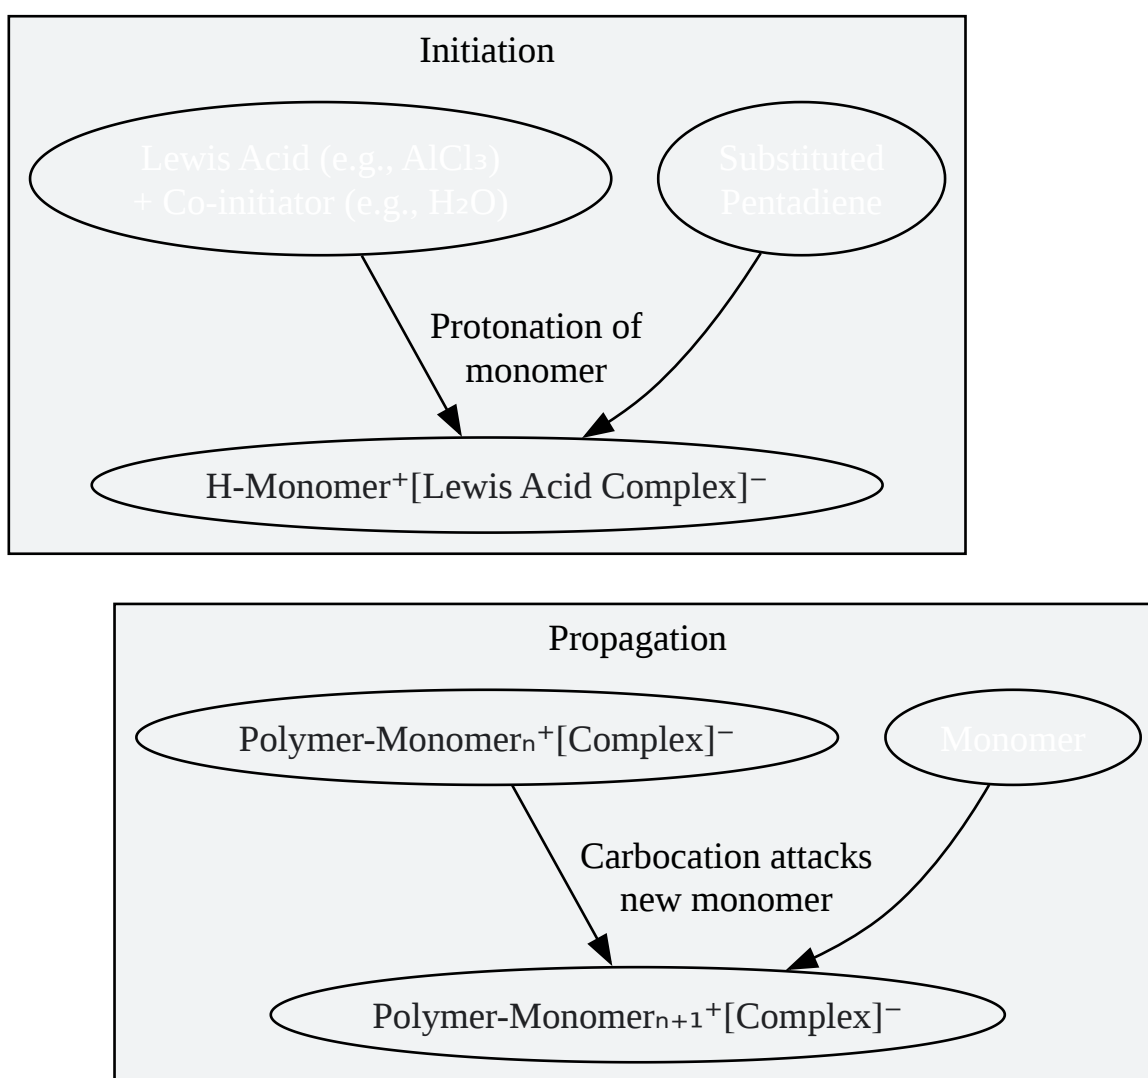 Initiation
Lewis Acid (e.g., AlCl₃)
+ Co-initiator (e.g., H₂O)
Substituted
Pentadiene
Protonation of
monomer
H-Monomer⁺[Lewis Acid Complex]⁻
Propagation
Polymer-Monomerₙ⁺[Complex]⁻
Monomer
Carbocation attacks
new monomer
Polymer-Monomerₙ₊₁⁺[Complex]⁻